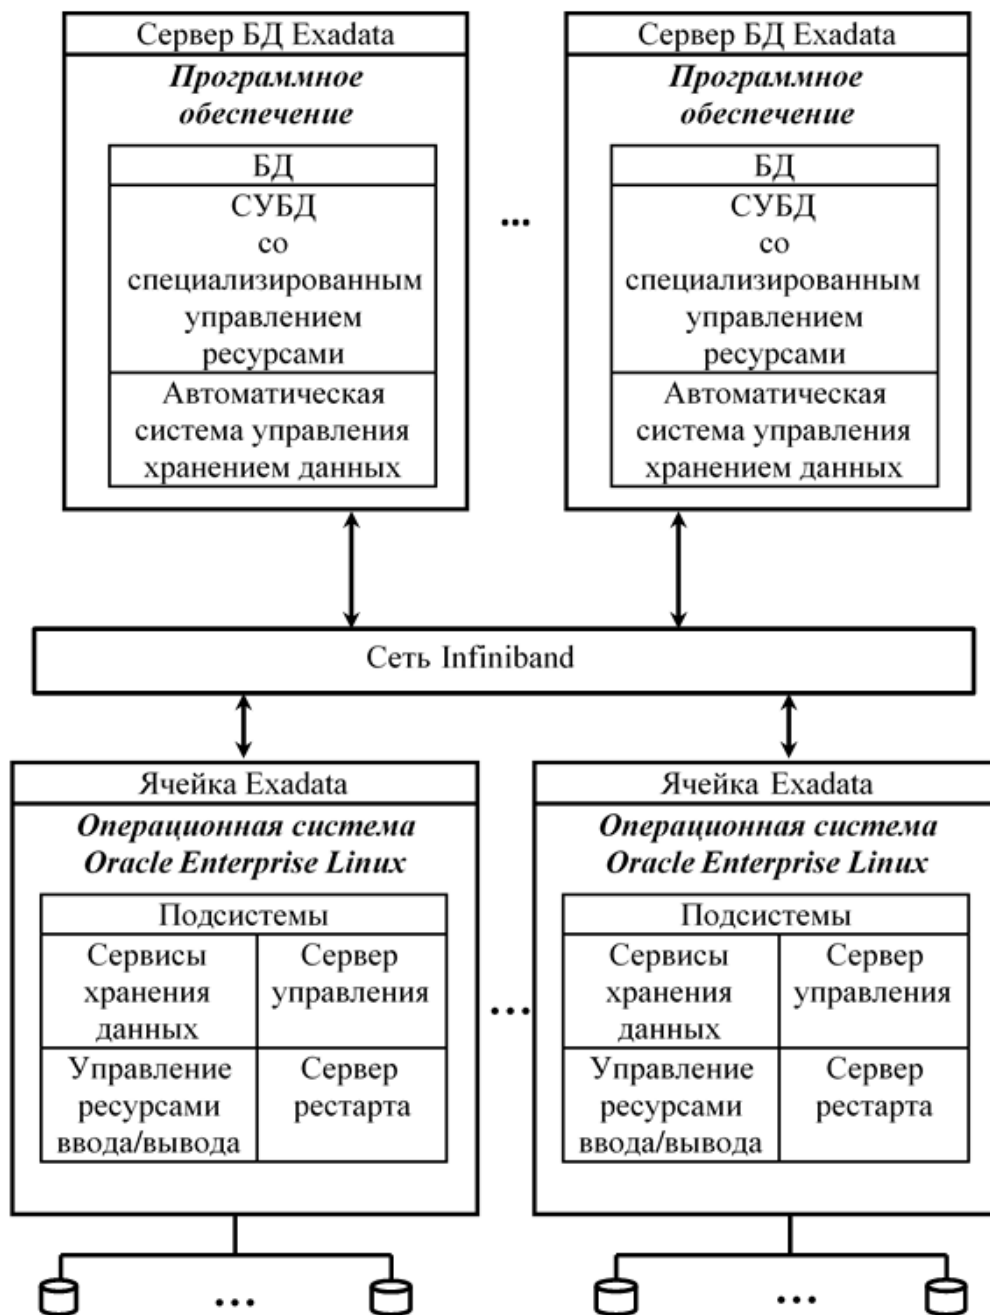 Сервер БД Exadata
Программное
обеспечение
БД
СУБД
со
специализированным
управлением
ресурсами
Автоматическая
система управления
хранением данных
...
Сервер БД Exadata
Программное
обеспечение
БД
СУБД
со
специализированным
управлением
ресурсами
Автоматическая
система управления
хранением данных
Сеть Infiniband
Ячейка Exadata
Операционная система
Oracle Enterprise Linux
Подсистемы
Сервисы
хранения
данных
Сервер
управления
Управление
ресурсами
ввода/вывода
Сервер
рестарта
...
...
Ячейка Exadata
Операционная система
Oracle Enterprise Linux
Подсистемы
Сервисы
хранения
данных
Сервер
управления
Управление
ресурсами
ввода/вывода
Сервер
рестарта
...